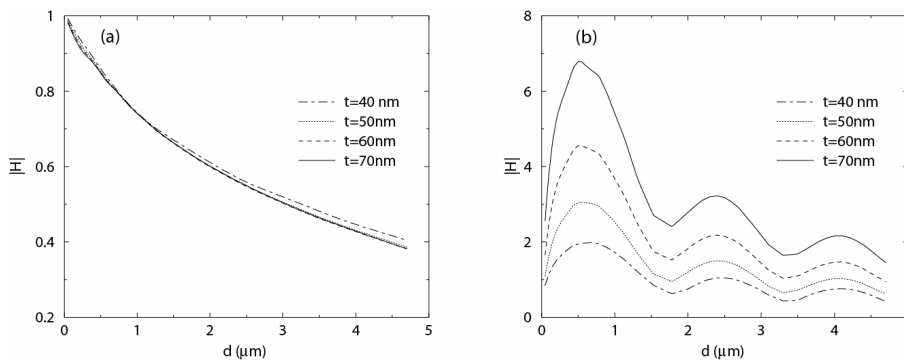 (a)
t=40 nm
t=50nm
t=60nm
t=70nm
|H|
1
0.8
0.6
0.4
0.2
0 1 2 3 4 5
d (μm)
(b)
t=40 nm
t=50nm
t=60nm
t=70nm
|H|
8
6
4
2
0
0 1 2 3 4
d (μm)